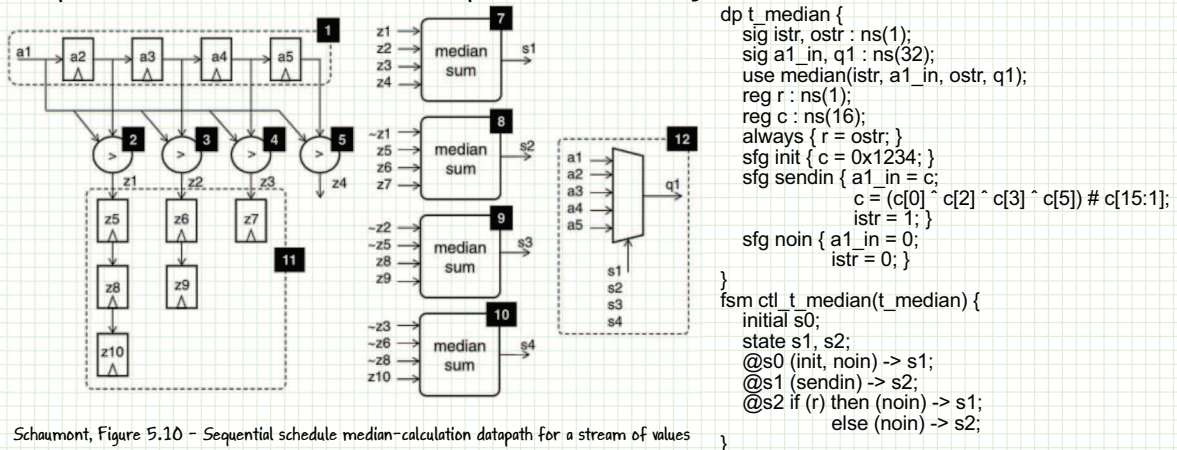 1
a1
a2
a3
a4
a5
2
3
4
5
>
>
>
>
z1
z2
z3
z4
z5
z6
z7
11
z8
z9
z10
7
z1
z2
z3
z4
median
sum
s1
8
~z1
z5
z6
z7
median
sum
s2
9
~z2
~z5
z8
z9
median
sum
s3
10
~z3
~z6
~z8
z10
median
sum
s4
12
a1
a2
a3
a4
a5
q1
s1
s2
s3
s4
Schaumont, Figure 5.10 - Sequential schedule median-calculation datapath for a stream of values
dp t_median {
sig istr, ostr : ns(1);
sig a1_in, q1 : ns(32);
use median(istr, a1_in, ostr, q1);
reg r : ns(1);
reg c : ns(16);
always { r = ostr; }
sfg init { c = 0x1234; }
sfg sendin { a1_in = c;
c = (c[0] ^ c[2] ^ c[3] ^ c[5]) # c[15:1];
istr = 1; }
sfg noin { a1_in = 0;
istr = 0; }
}
fsm ctl_t_median(t_median) {
initial s0;
state s1, s2;
@s0 (init, noin) -> s1;
@s1 (sendin) -> s2;
@s2 if (r) then (noin) -> s1;
else (noin) -> s2;
}